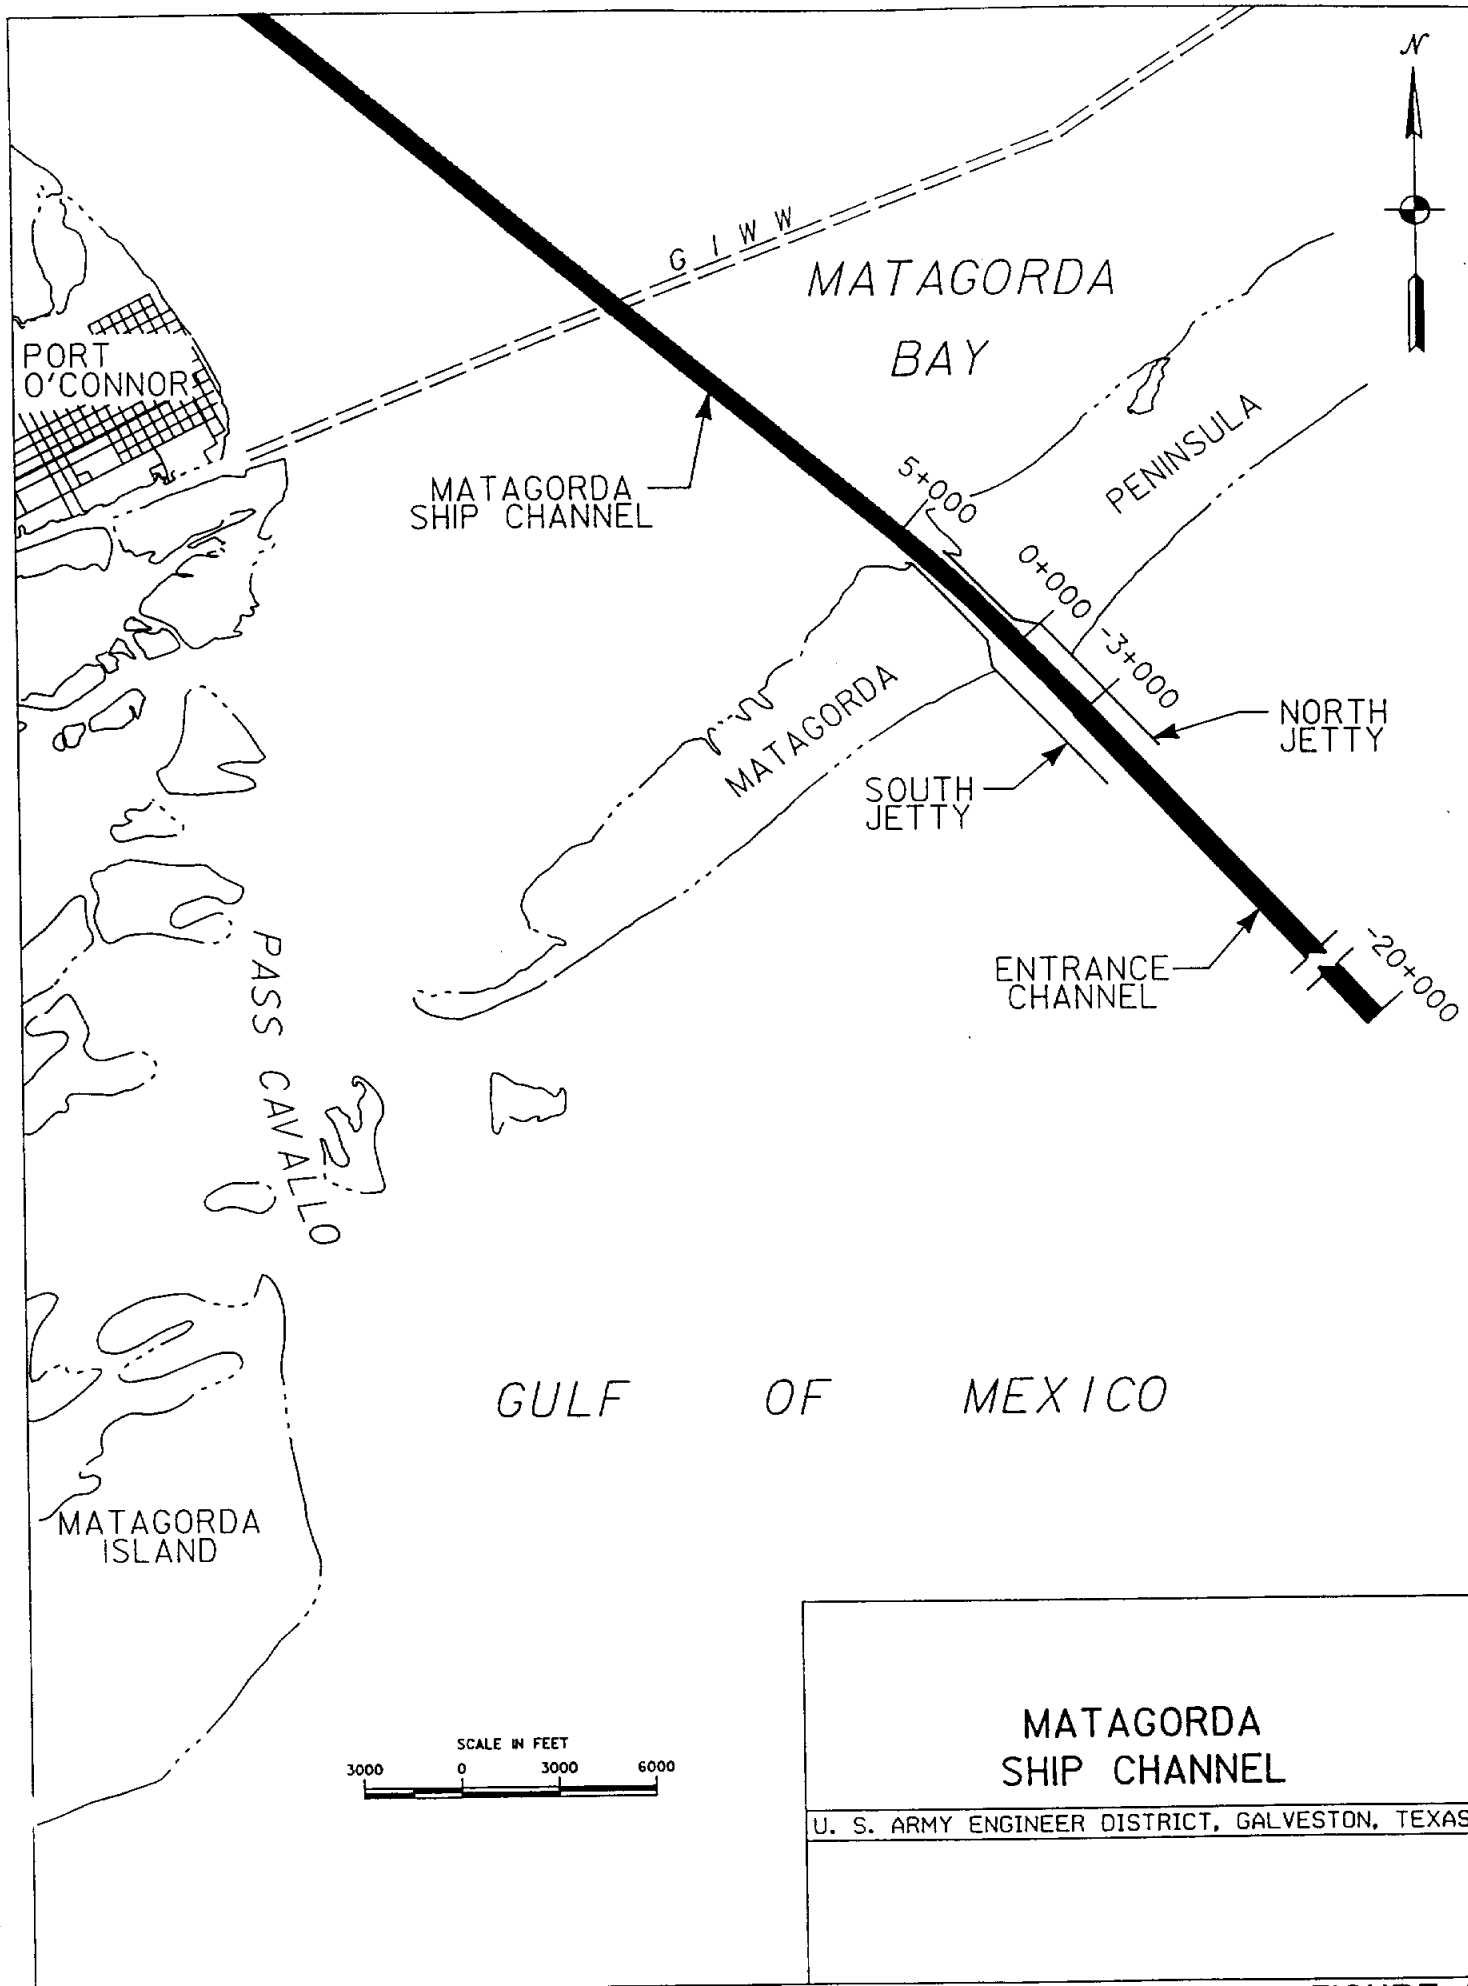 N
G I W W
MATAGORDA
BAY
PORT
O'CONNOR
PENINSULA
MATAGORDA
SHIP CHANNEL
5+000
0+000
-3+000
MATAGORDA
NORTH
JETTY
SOUTH
JETTY
ENTRANCE
CHANNEL
-20+000
PASS CAVALLO
GULF OF MEXICO
MATAGORDA
ISLAND
SCALE IN FEET
3000 0 3000 6000
MATAGORDA
SHIP CHANNEL
U. S. ARMY ENGINEER DISTRICT, GALVESTON, TEXAS